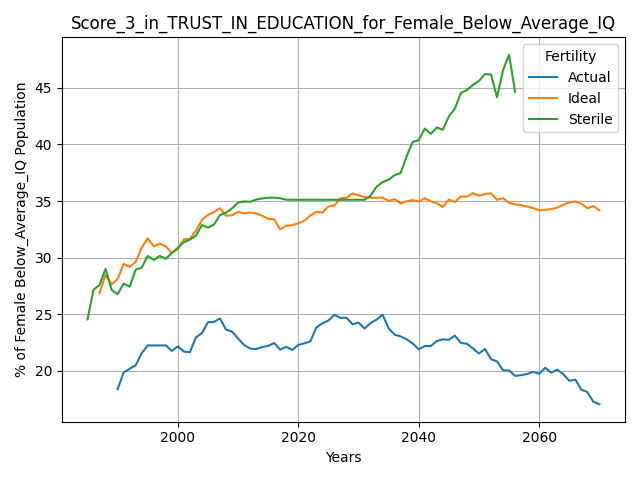 Score_3_in_TRUST_IN_EDUCATION_for_Female_Below_Average_IQ
% of Female Below_Average_IQ Population
45
40
35
30
25
20
Fertility
Actual
Ideal
Sterile
2000 2020 2040 2060
Years